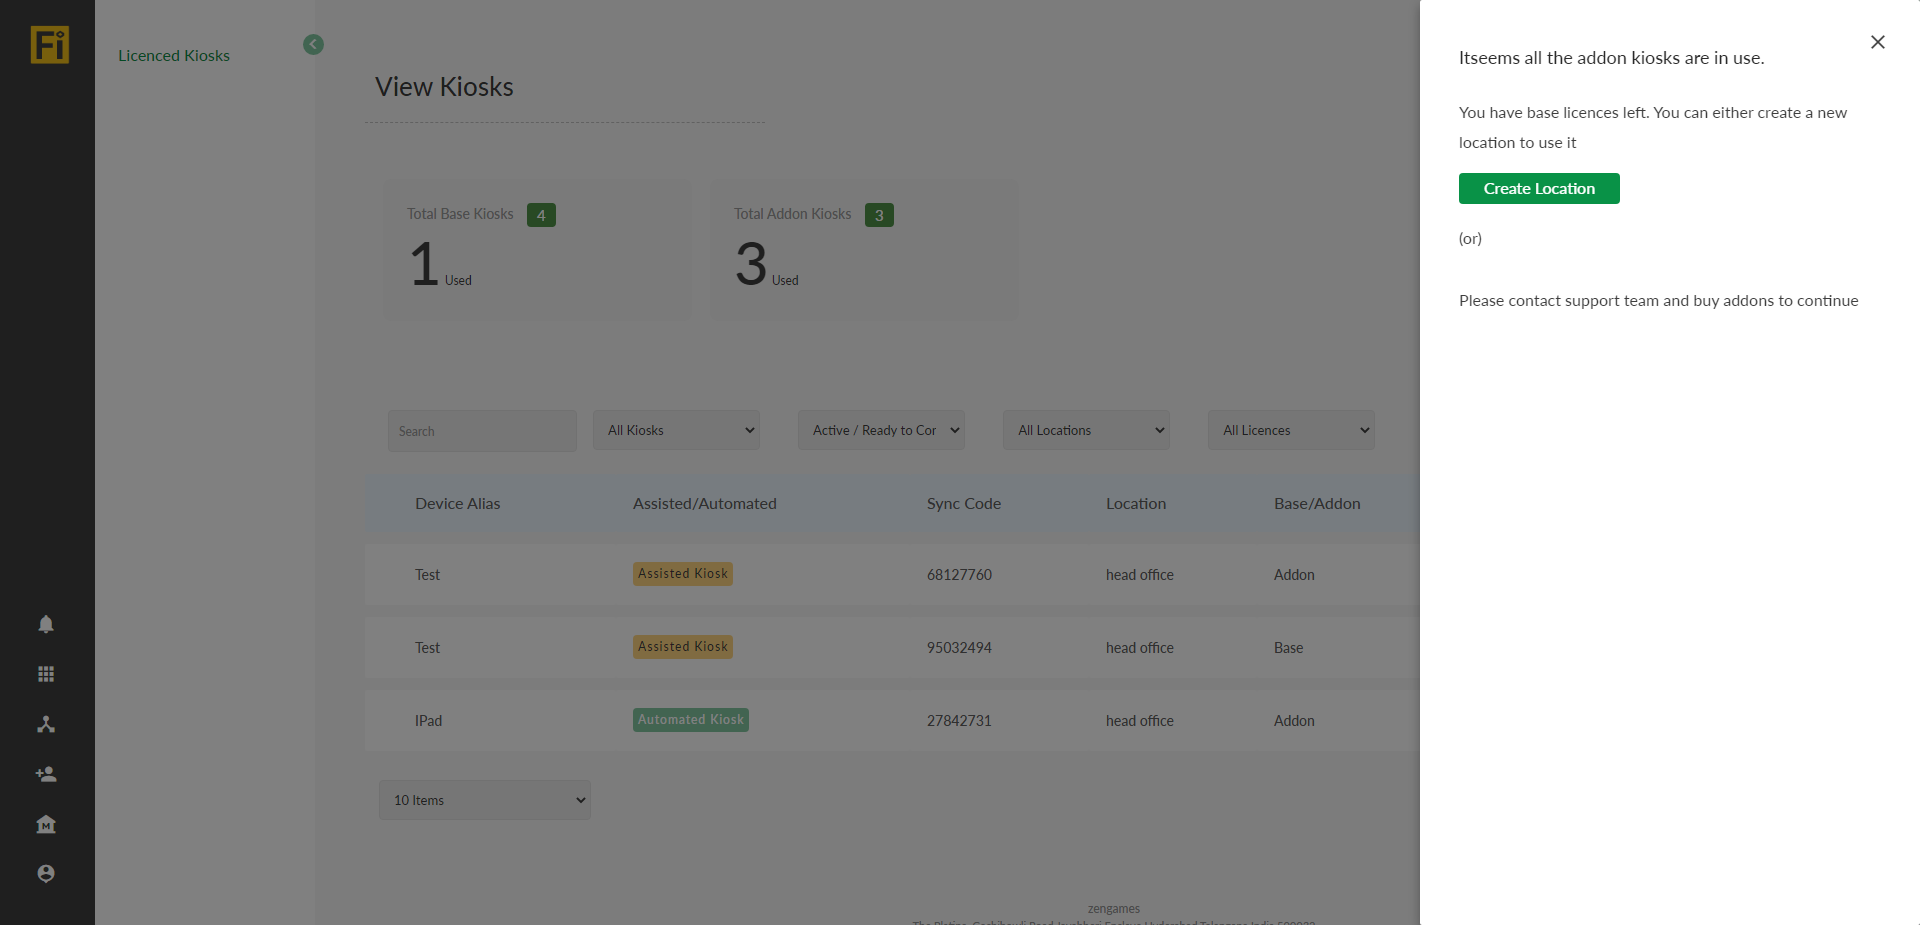 Fi
Licenced Kiosks
View Kiosks
Total Base Kiosks 4
1 Used
Total Addon Kiosks 3
3 Used
Search
All Kiosks
Active / Ready to Cor
All Locations
All Licences
Device Alias Assisted/Automated Sync Code Location Base/Addon
Test Assisted Kiosk 68127760 head office Addon
Test Assisted Kiosk 95032494 head office Base
IPad Automated Kiosk 27842731 head office Addon
10 Items
zengames
Itseems all the addon kiosks are in use.
You have base licences left. You can either create a new
location to use it
Create Location
(or)
Please contact support team and buy addons to continue